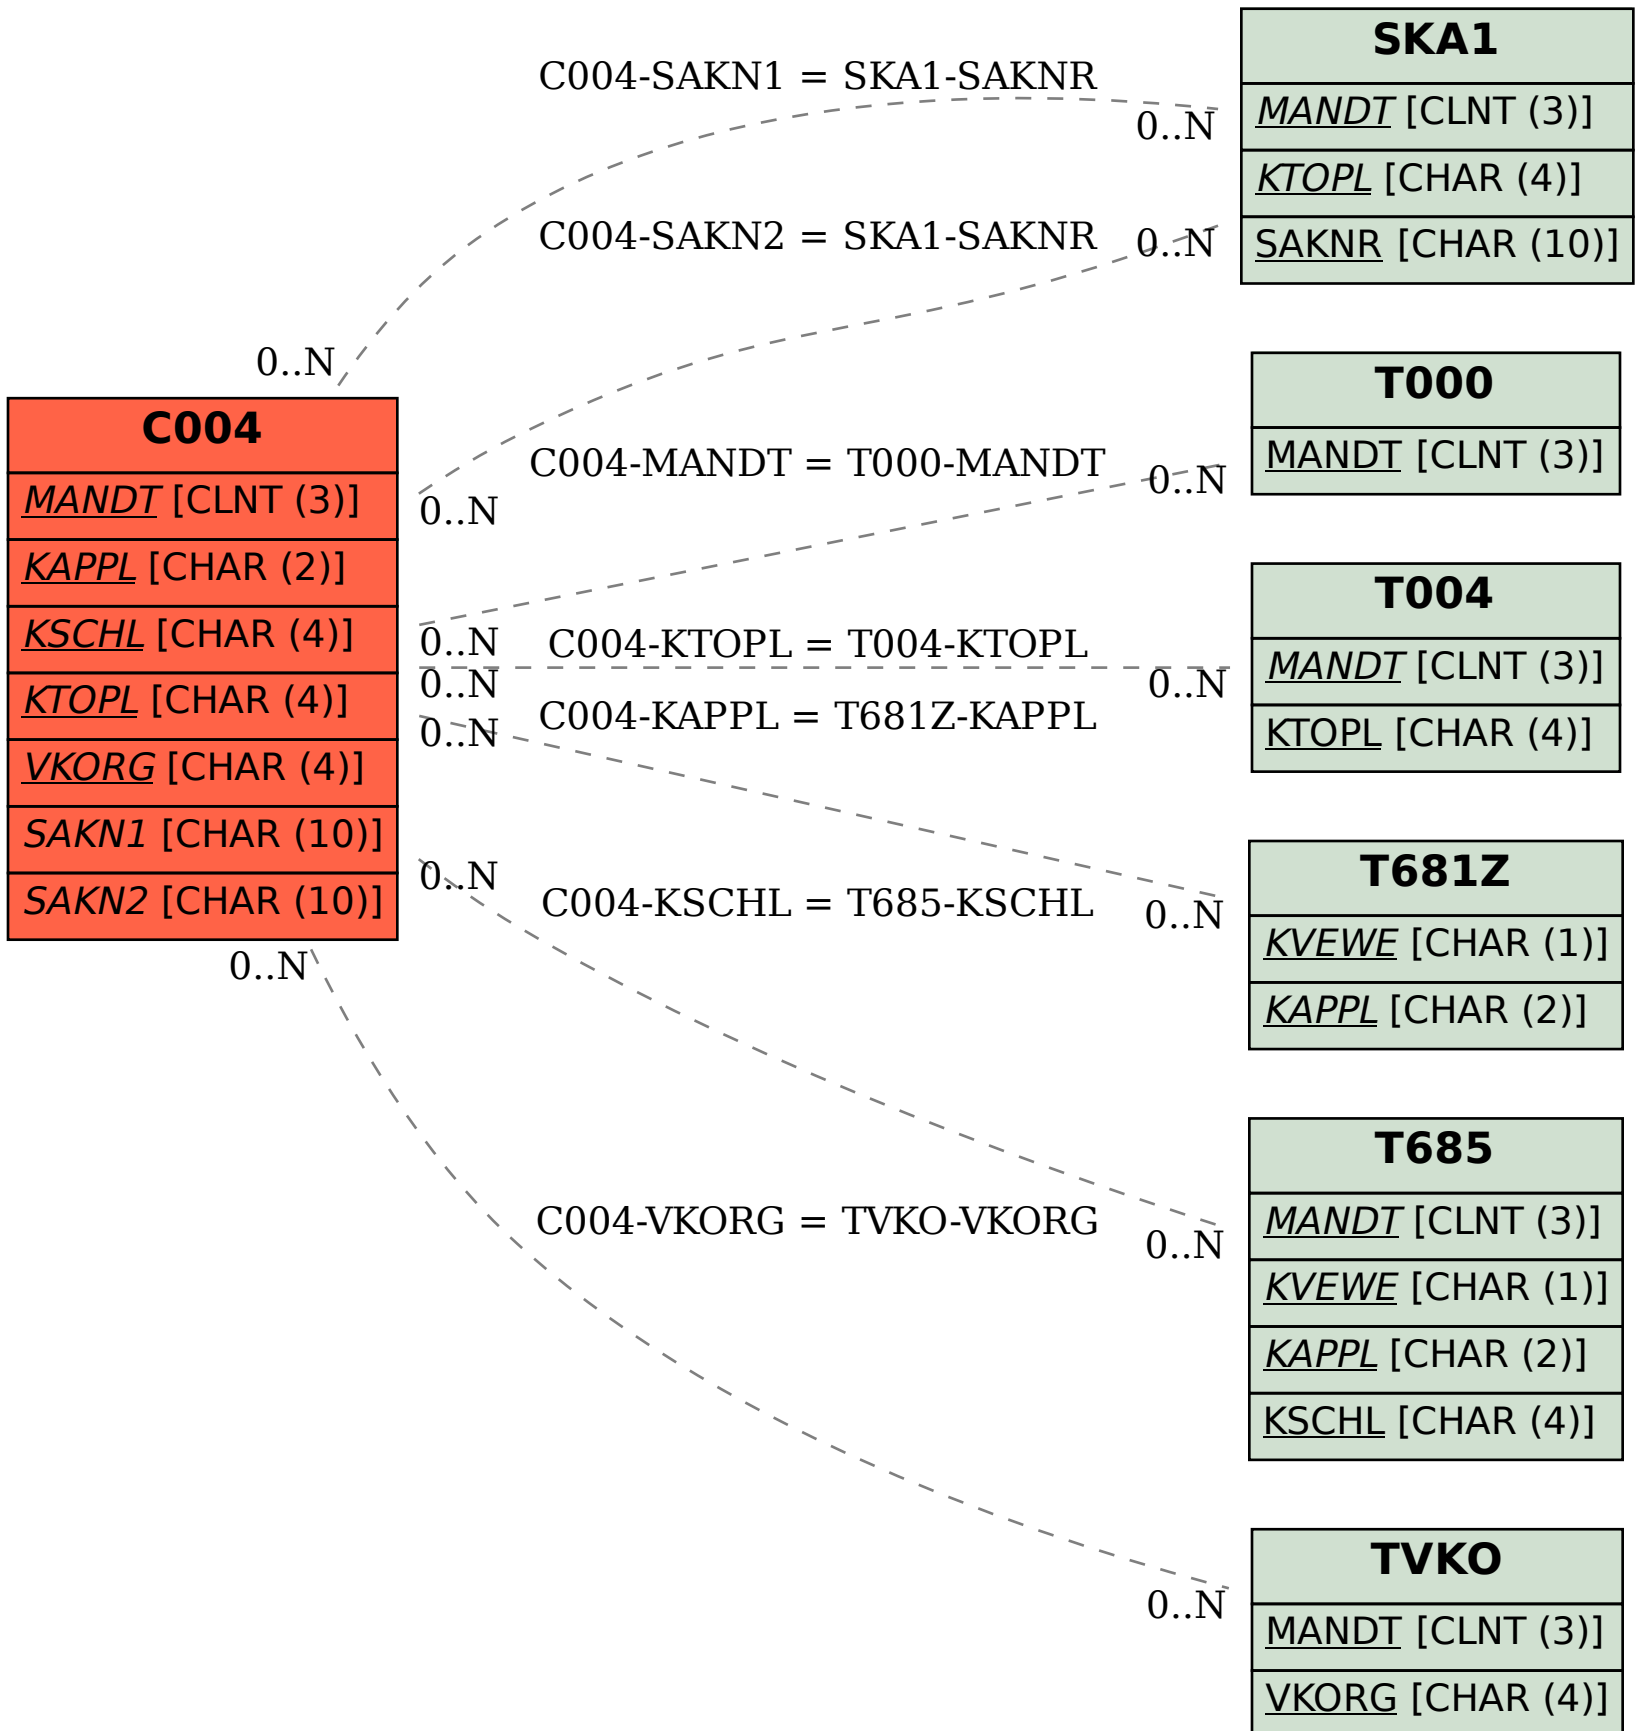 C004-SAKN1 = SKA1-SAKNR
0..N
0..N
SKA1
MANDT [CLNT (3)]
KTOPL [CHAR (4)]
SAKNR [CHAR (10)]
C004-SAKN2 = SKA1-SAKNR
0..N
0..N
C004
MANDT [CLNT (3)]
KAPPL [CHAR (2)]
KSCHL [CHAR (4)]
KTOPL [CHAR (4)]
VKORG [CHAR (4)]
SAKN1 [CHAR (10)]
SAKN2 [CHAR (10)]
C004-MANDT = T000-MANDT
0..N
0..N
T000
MANDT [CLNT (3)]
C004-KTOPL = T004-KTOPL
0..N
0..N
T004
MANDT [CLNT (3)]
KTOPL [CHAR (4)]
C004-KAPPL = T681Z-KAPPL
0..N
0..N
T681Z
KVEWE [CHAR (1)]
KAPPL [CHAR (2)]
C004-KSCHL = T685-KSCHL
0..N
0..N
T685
MANDT [CLNT (3)]
KVEWE [CHAR (1)]
KAPPL [CHAR (2)]
KSCHL [CHAR (4)]
C004-VKORG = TVKO-VKORG
0..N
0..N
TVKO
MANDT [CLNT (3)]
VKORG [CHAR (4)]